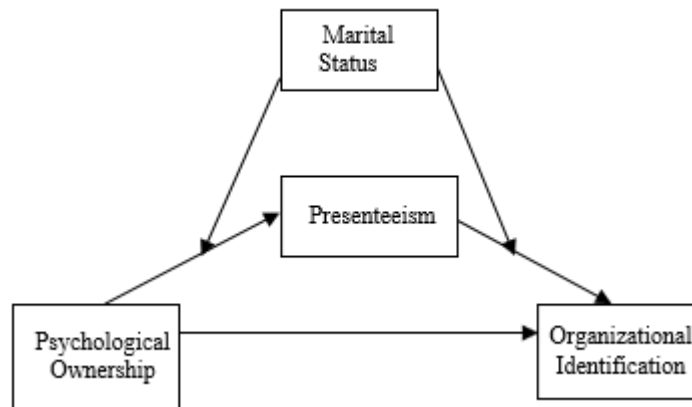 Marital
Status
Presenteeism
Psychological
Ownership
Organizational
Identification